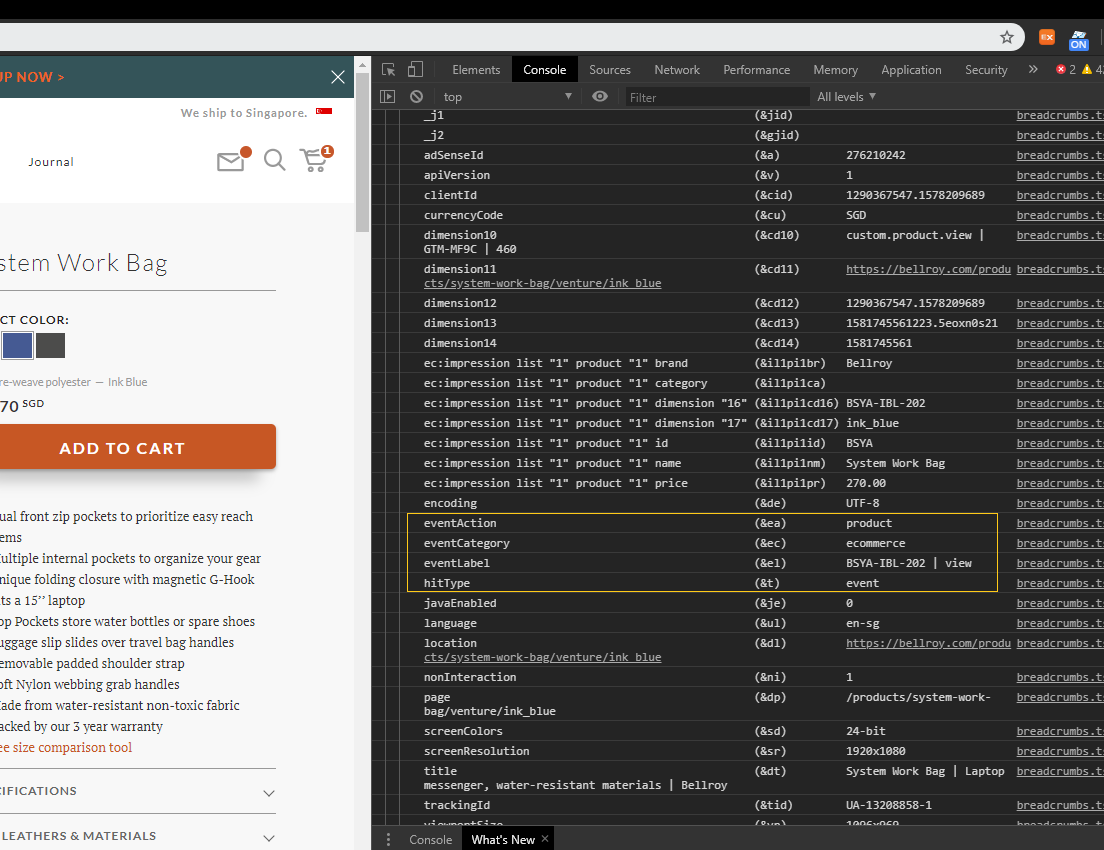 UP NOW >
We ship to Singapore.
Journal
1
stem Work Bag
CT COLOR:
re-weave polyester — Ink Blue
70 SGD
ADD TO CART
ual front zip pockets to prioritize easy reach
ems
ultiple internal pockets to organize your gear
nique folding closure with magnetic G-Hook
ts a 15’’ laptop
op Pockets store water bottles or spare shoes
uggage slip slides over travel bag handles
emovable padded shoulder strap
oft Nylon webbing grab handles
Made from water-resistant non-toxic fabric
acked by our 3 year warranty
ee size comparison tool
CIFICATIONS
LEATHERS & MATERIALS
ON
Elements Console Sources Network Performance Memory Application Security » 2 42
top Filter All levels
_j1 (&jid) breadcrumbs.t
_j2 (&gjid) breadcrumbs.t
adSenseId (&a) 276210242 breadcrumbs.t
apiVersion (&v) 1 breadcrumbs.t
clientId (&cid) 1290367547.1578209689 breadcrumbs.t
currencyCode (&cu) SGD breadcrumbs.t
dimension10 (&cd10) custom.product.view | breadcrumbs.t
GTM-MF9C | 460
dimension11 (&cd11) https://bellroy.com/produ breadcrumbs.t
cts/system-work-bag/venture/ink_blue
dimension12 (&cd12) 1290367547.1578209689 breadcrumbs.t
dimension13 (&cd13) 1581745561223.5eoxn0s21 breadcrumbs.t
dimension14 (&cd14) 1581745561 breadcrumbs.t
ec:impression list "1" product "1" brand (&il1pi1br) Bellroy breadcrumbs.t
ec:impression list "1" product "1" category (&il1pi1ca) breadcrumbs.t
ec:impression list "1" product "1" dimension "16" (&il1pi1cd16) BSYA-IBL-202 breadcrumbs.t
ec:impression list "1" product "1" dimension "17" (&il1pi1cd17) ink_blue breadcrumbs.t
ec:impression list "1" product "1" id (&il1pi1id) BSYA breadcrumbs.t
ec:impression list "1" product "1" name (&il1pi1nm) System Work Bag breadcrumbs.t
ec:impression list "1" product "1" price (&il1pi1pr) 270.00 breadcrumbs.t
encoding (&de) UTF-8 breadcrumbs.t
eventAction (&ea) product breadcrumbs.t
eventCategory (&ec) ecommerce breadcrumbs.t
eventLabel (&el) BSYA-IBL-202 | view breadcrumbs.t
hitType (&t) event breadcrumbs.t
javaEnabled (&je) 0 breadcrumbs.t
language (&ul) en-sg breadcrumbs.t
location (&dl) https://bellroy.com/produ breadcrumbs.t
cts/system-work-bag/venture/ink_blue
nonInteraction (&ni) 1 breadcrumbs.t
page (&dp) /products/system-work- breadcrumbs.t
bag/venture/ink_blue
screenColors (&sd) 24-bit breadcrumbs.t
screenResolution (&sr) 1920x1080 breadcrumbs.t
title (&dt) System Work Bag | Laptop breadcrumbs.t
messenger, water-resistant materials | Bellroy
trackingId (&tid) UA-13208858-1 breadcrumbs.t
viewportSize (&vp) 1096x969 breadcrumbs.t
Console What's New ×